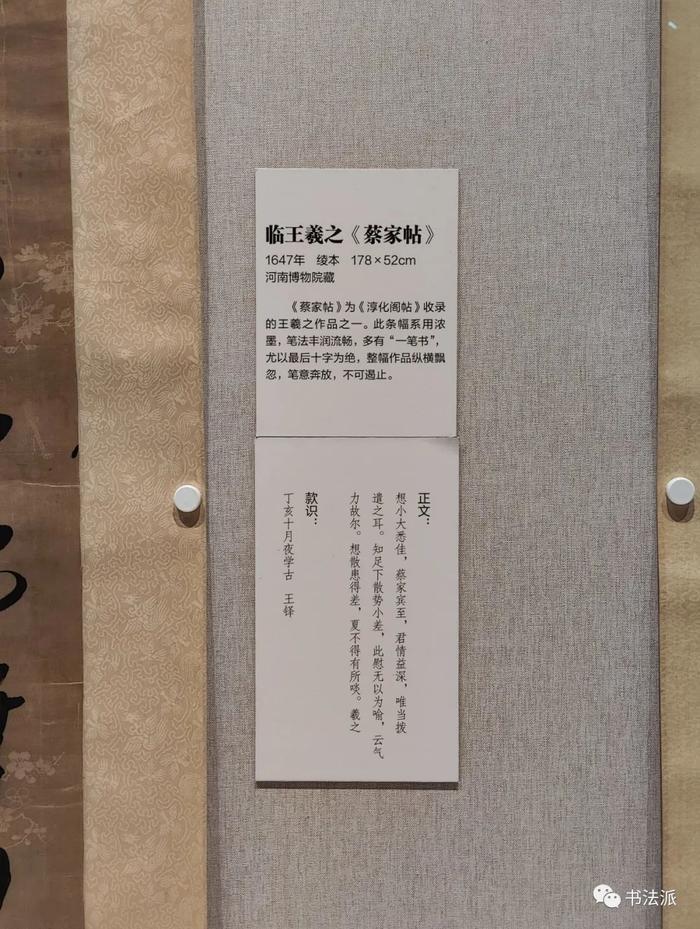 临王羲之《蔡家帖》
1647年 绫本 178×52cm
河南博物院藏
《蔡家帖》为《淳化阁帖》收录
的王羲之作品之一。此条幅系用浓
墨，笔法丰润流畅，多有“一笔书”，
尤以最后十字为绝，整幅作品纵横飘
忽，笔意奔放，不可遏止。
正文：
想小大悉佳，蔡家宾至，君情益深，唯当拨
遣之耳。知足下散势小差，此慰无以为喻，云气
力故尔。想散患得差，夏不得有所啖。羲之
款识：
丁亥十月夜学古 王铎
书法派